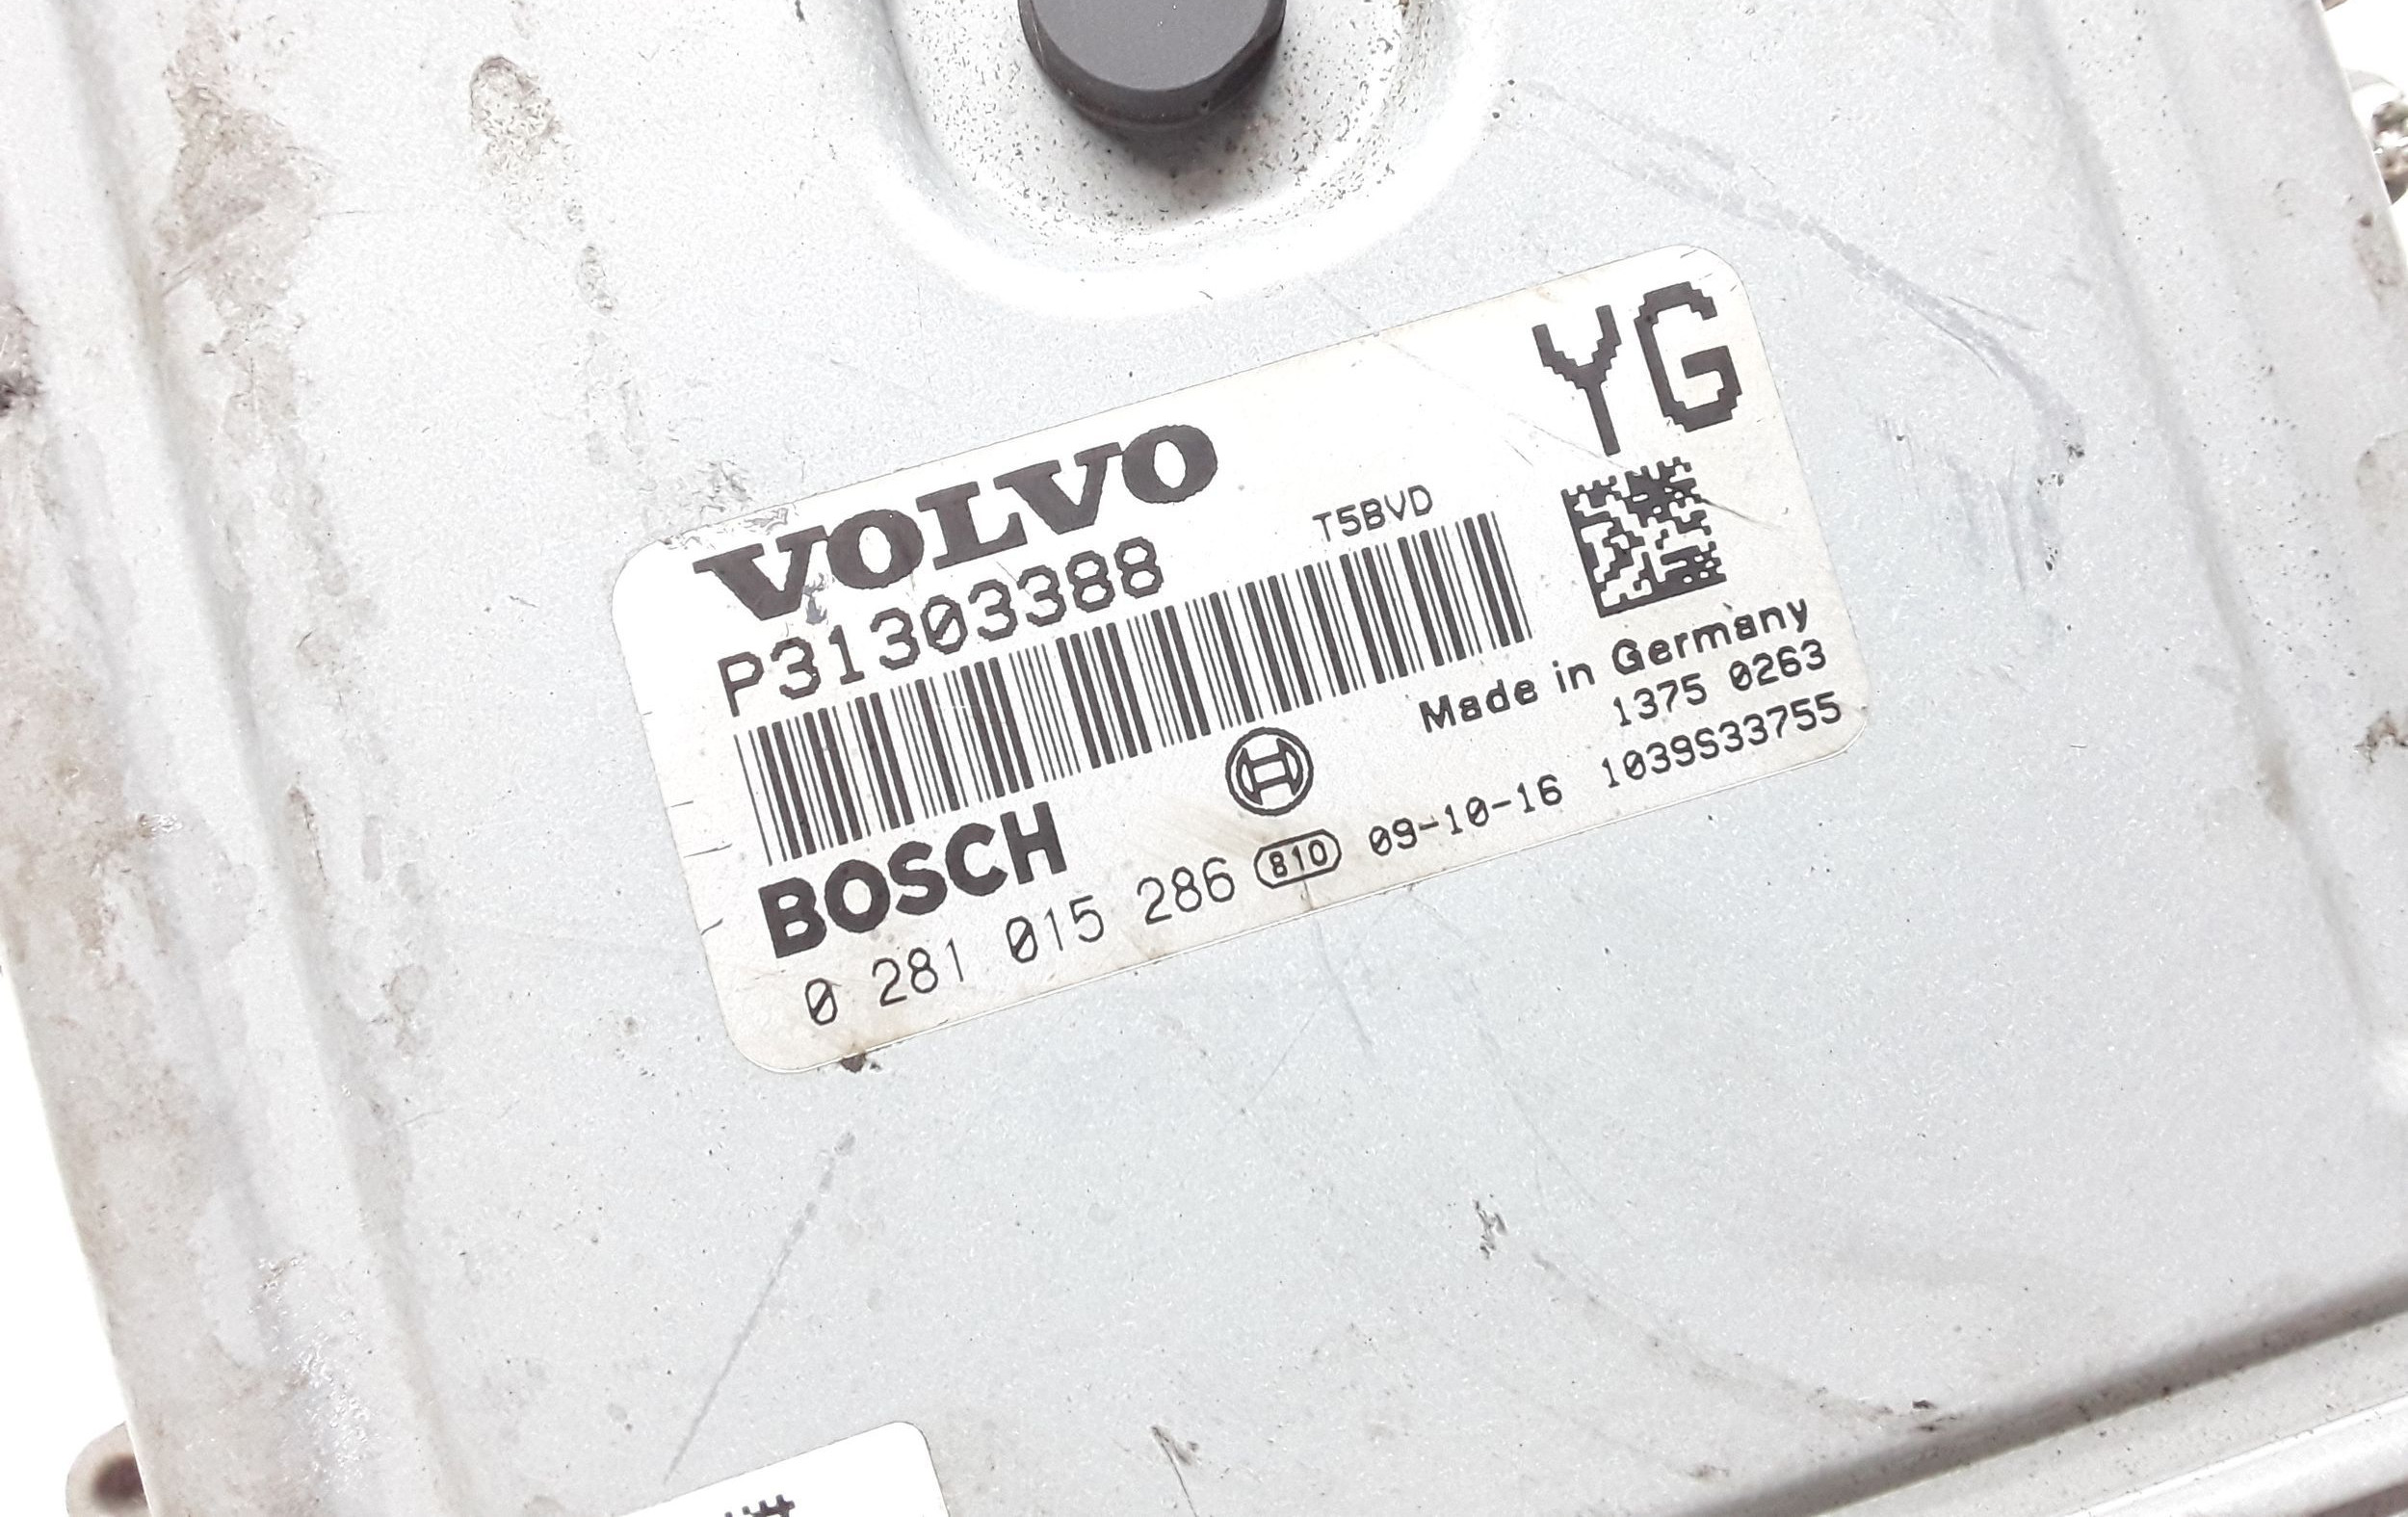 YG
VOLVO
P31303388
T5BVD
Made in Germany
1375 0263
BOSCH
0 281 015 286 810 09-10-16 1039S33755